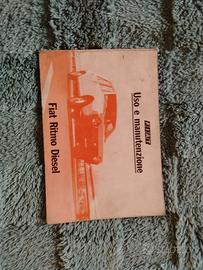 FIAT
Uso e manutenzione
Fiat Ritmo Diesel